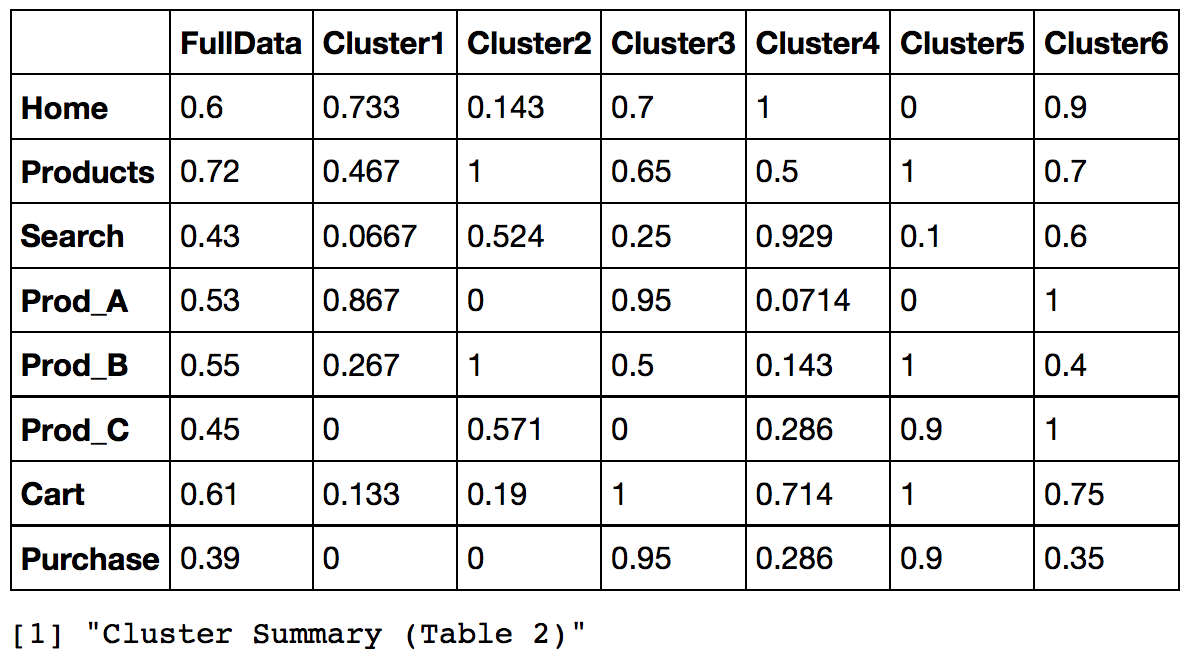 FullData Cluster1 Cluster2 Cluster3 Cluster4 Cluster5 Cluster6
Home 0.6 0.733 0.143 0.7 1 0 0.9
Products 0.72 0.467 1 0.65 0.5 1 0.7
Search 0.43 0.0667 0.524 0.25 0.929 0.1 0.6
Prod_A 0.53 0.867 0 0.95 0.0714 0 1
Prod_B 0.55 0.267 1 0.5 0.143 1 0.4
Prod_C 0.45 0 0.571 0 0.286 0.9 1
Cart 0.61 0.133 0.19 1 0.714 1 0.75
Purchase 0.39 0 0 0.95 0.286 0.9 0.35
[1] "Cluster Summary (Table 2)"